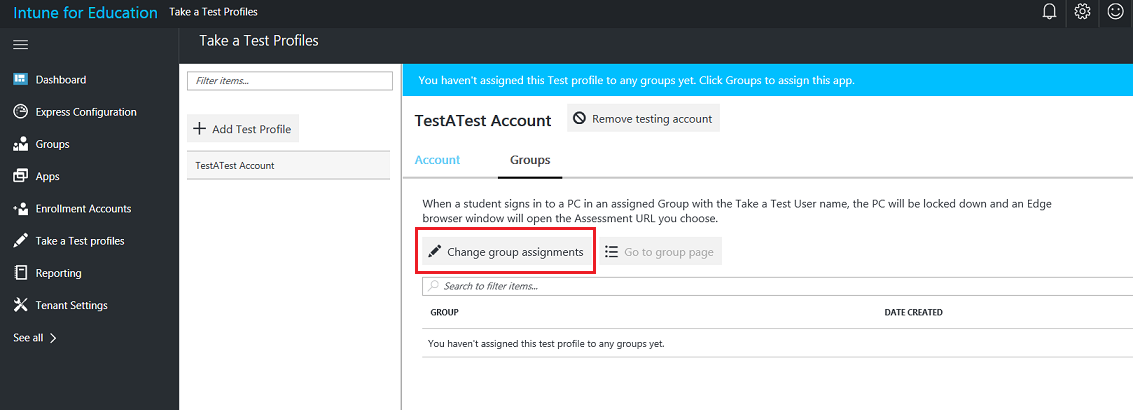 Intune for Education Take a Test Profiles
Take a Test Profiles
Dashboard
Express Configuration
Groups
Apps
Enrollment Accounts
Take a Test profiles
Reporting
Tenant Settings
See all
Filter items...
Add Test Profile
TestATest Account
You haven't assigned this Test profile to any groups yet. Click Groups to assign this app.
TestATest Account Remove testing account
Account Groups
When a student signs in to a PC in an assigned Group with the Take a Test User name, the PC will be locked down and an Edge
browser window will open the Assessment URL you choose.
Change group assignments Go to group page
Search to filter items...
GROUP DATE CREATED
You haven't assigned this test profile to any groups yet.